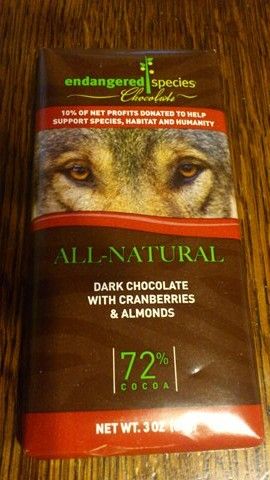 endangered species
Chocolate
10% OF NET PROFITS DONATED TO HELP
SUPPORT SPECIES, HABITAT AND HUMANITY
ALL-NATURAL
DARK CHOCOLATE
WITH CRANBERRIES
& ALMONDS
72%
COCOA
NET WT. 3 OZ